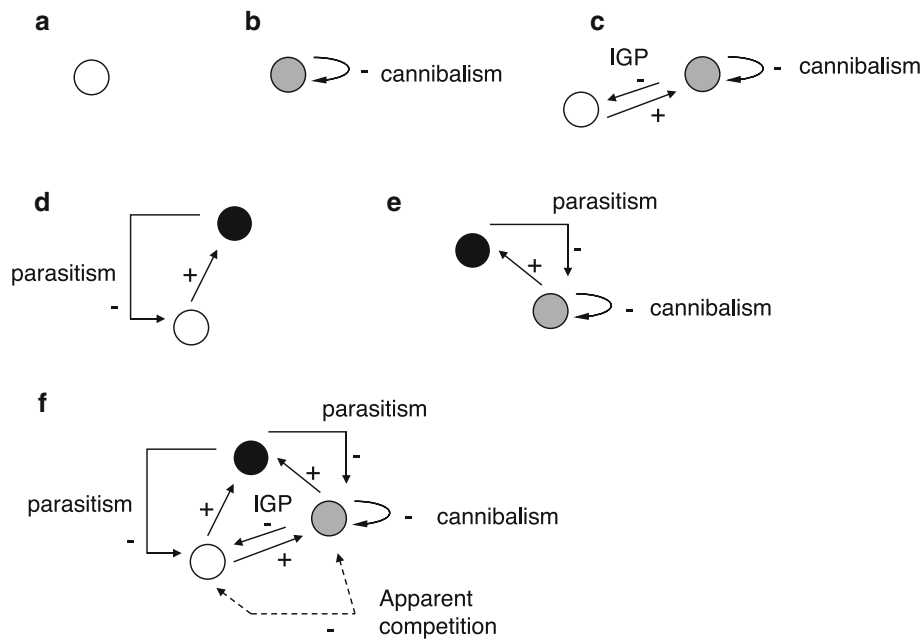 a
b
- cannibalism
c
IGP
-
+
- cannibalism
d
parasitism
+
-
e
parasitism
-
+
- cannibalism
f
parasitism
-
+
parasitism
+
IGP
-
- cannibalism
-
+
Apparent
competition
-